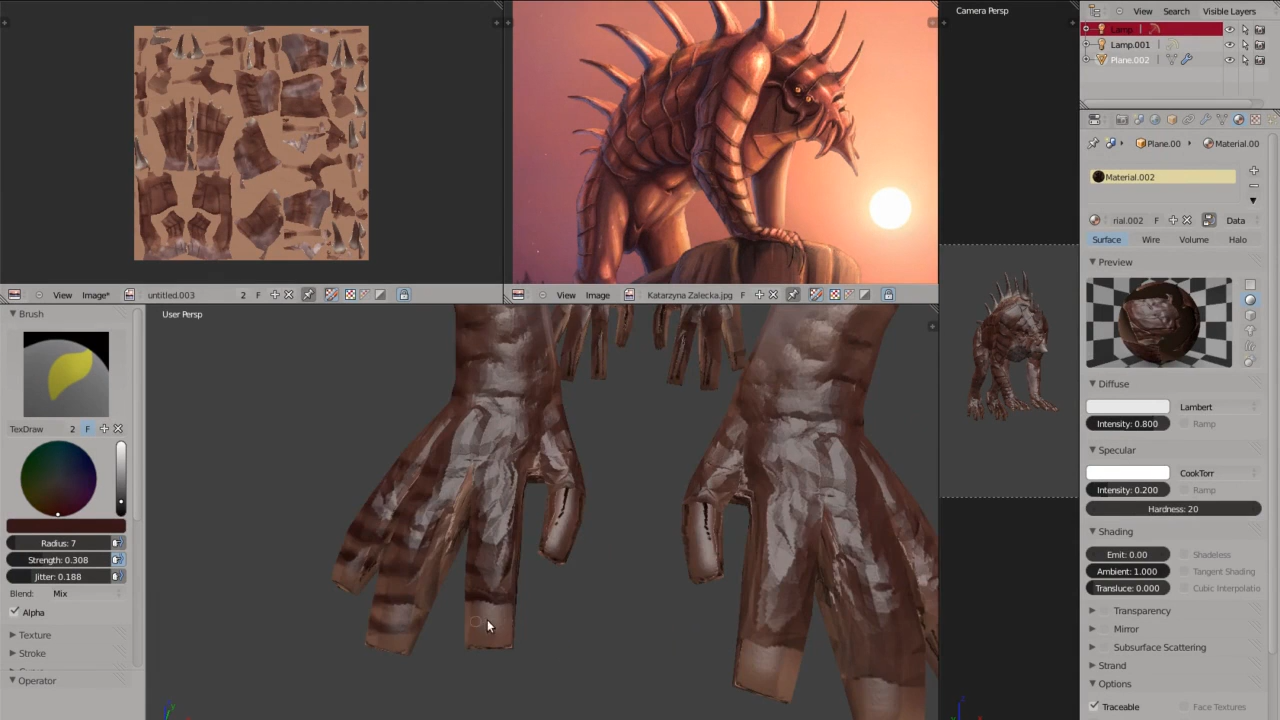 Camera Persp
View Search Visible Layers
Lamp
Lamp.001
Plane.002
Plane.00 Material.00
Material.002
rial.002 F Data
Surface Wire Volume Halo
Preview
Diffuse
Lambert
Intensity: 0.800 Ramp
Specular
CookTorr
Intensity: 0.200 Ramp
Hardness: 20
Shading
Emit: 0.00 Shadeless
Ambient: 1.000 Tangent Shading
Transluce: 0.000 Cubic Interpolatio
Transparency
Mirror
Subsurface Scattering
Strand
Options
Traceable Face Textures
View Image* untitled.003 2 F
View Image Katarzyna Zalecka.jpg F
User Persp
Brush
TexDraw 2 F
Radius: 7
Strength: 0.308
Jitter: 0.188
Blend: Mix
Alpha
Texture
Stroke
Operator